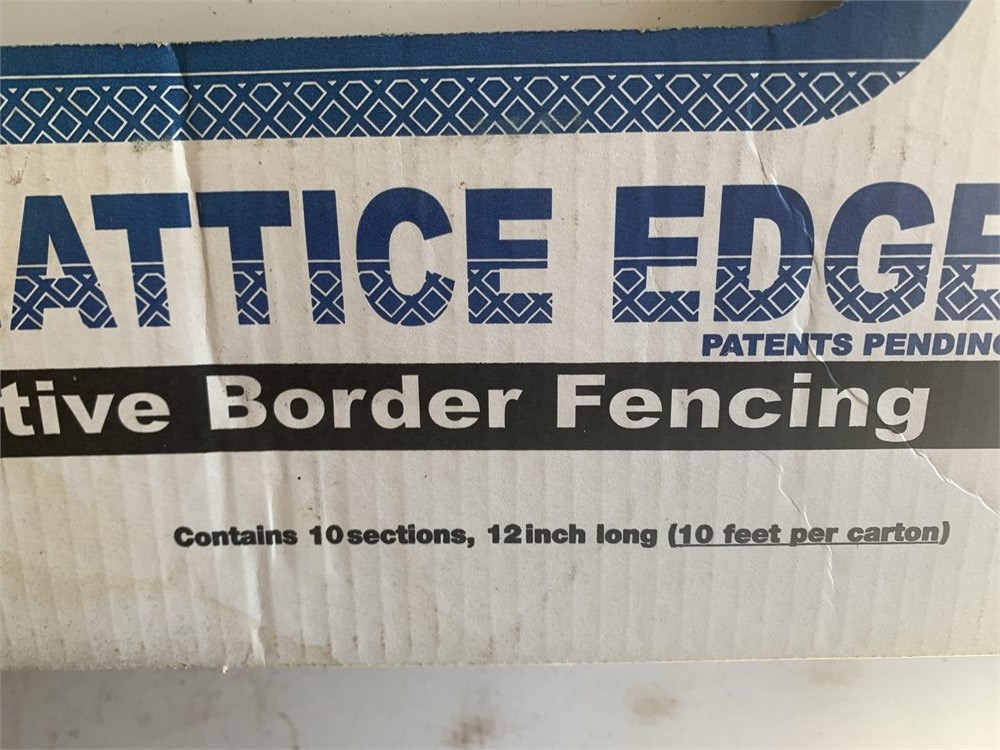 ATTICE EDGE
PATENTS PENDING
tive Border Fencing
Contains 10 sections, 12 inch long (10 feet per carton)